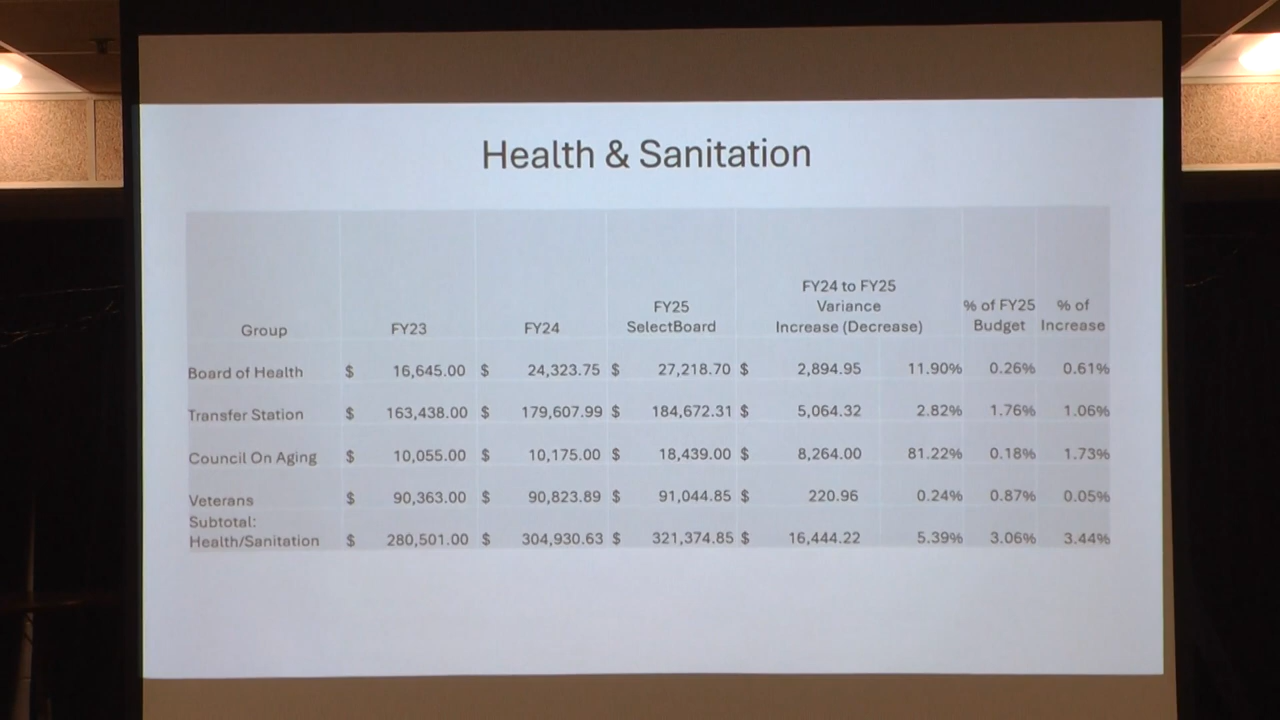 Health & Sanitation
FY24 to FY25
FY25 Variance % of FY25 % of
Group FY23 FY24 SelectBoard Increase (Decrease) Budget Increase
Board of Health $ 16,645.00 $ 24,323.75 $ 27,218.70 $ 2,894.95 11.90% 0.26% 0.61%
Transfer Station $ 163,438.00 $ 179,607.99 $ 184,672.31 $ 5,064.32 2.82% 1.76% 1.06%
Council On Aging $ 10,055.00 $ 10,175.00 $ 18,439.00 $ 8,264.00 81.22% 0.18% 1.73%
Veterans $ 90,363.00 $ 90,823.89 $ 91,044.85 $ 220.96 0.24% 0.87% 0.05%
Subtotal:
Health/Sanitation $ 280,501.00 $ 304,930.63 $ 321,374.85 $ 16,444.22 5.39% 3.06% 3.44%